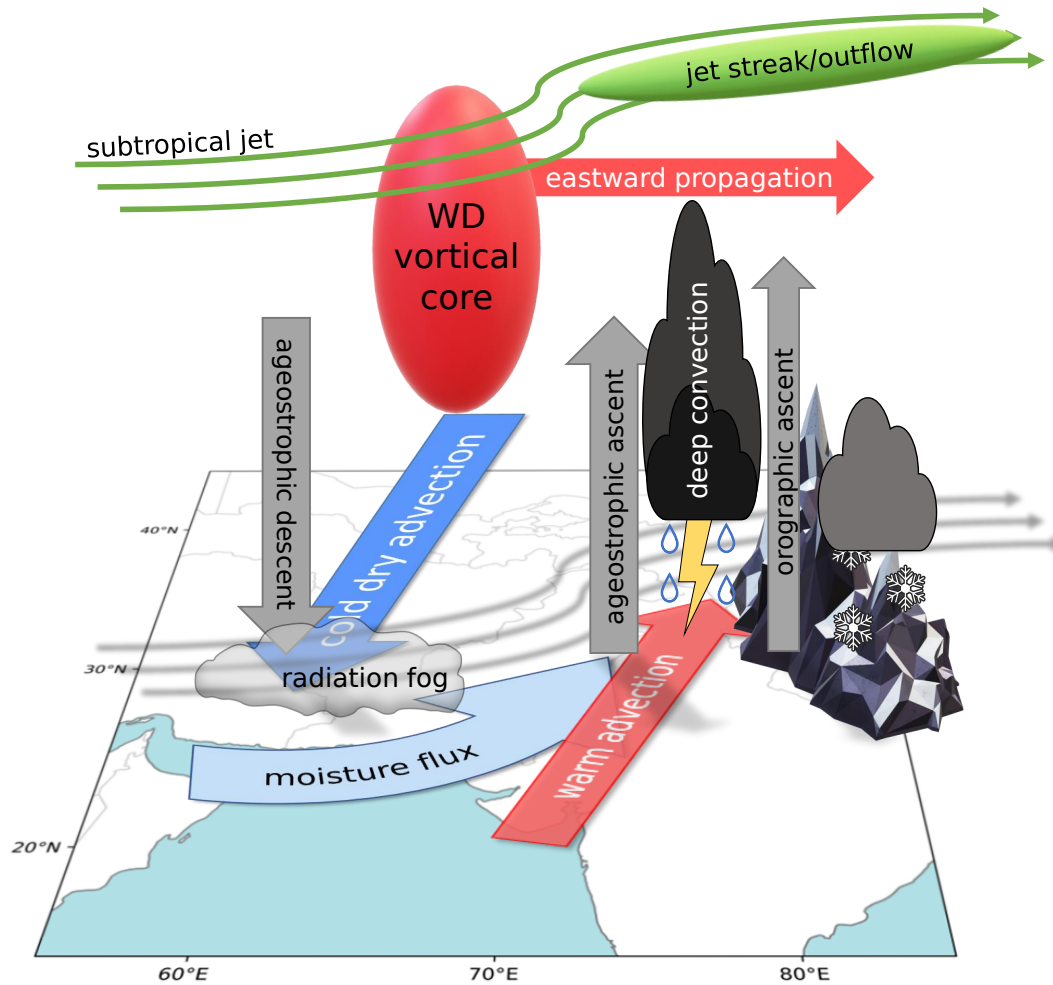 jet streak/outflow
subtropical jet
eastward propagation
WD
vortical
core
ageostrophic descent
cold dry advection
ageostrophic ascent
deep convection
orographic ascent
40°N
30°N
radiation fog
warm advection
moisture flux
20°N
60°E
70°E
80°E